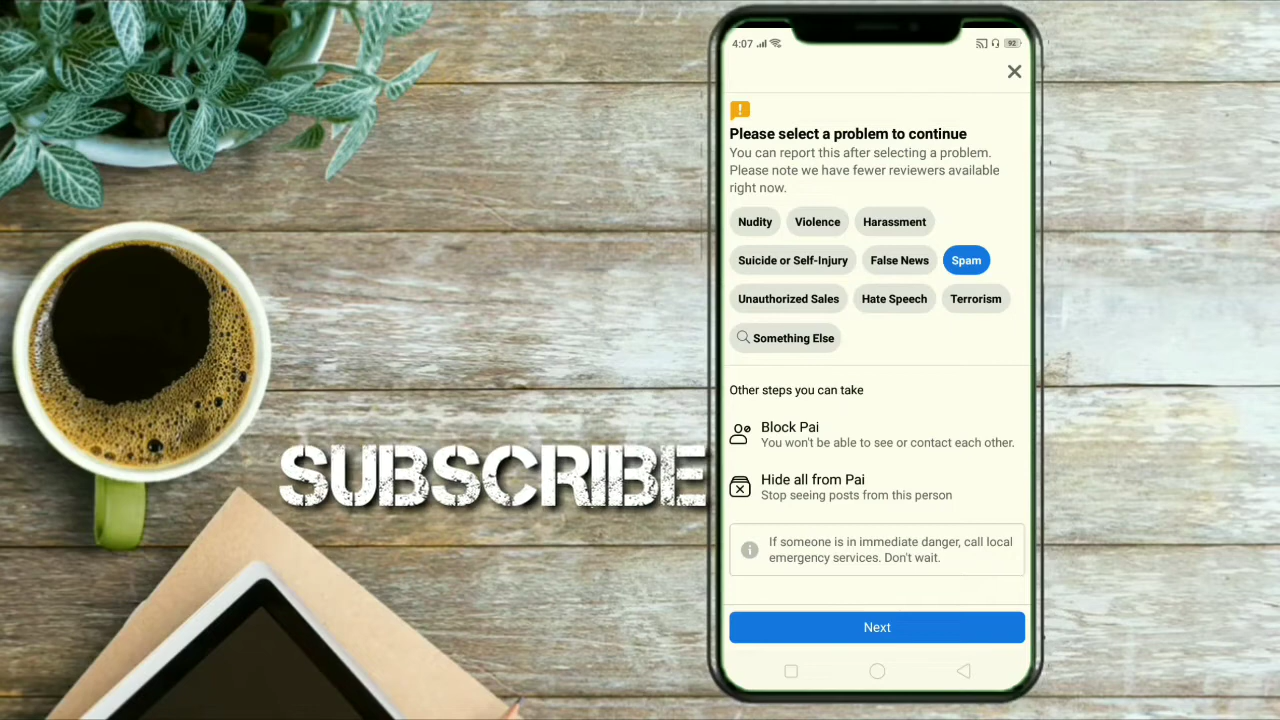 SUBSCRIBE
4:07
92
Please select a problem to continue
You can report this after selecting a problem.
Please note we have fewer reviewers available
right now.
Nudity Violence Harassment
Suicide or Self-Injury False News Spam
Unauthorized Sales Hate Speech Terrorism
Something Else
Other steps you can take
Block Pai
You won't be able to see or contact each other.
Hide all from Pai
Stop seeing posts from this person
If someone is in immediate danger, call local
emergency services. Don't wait.
Next